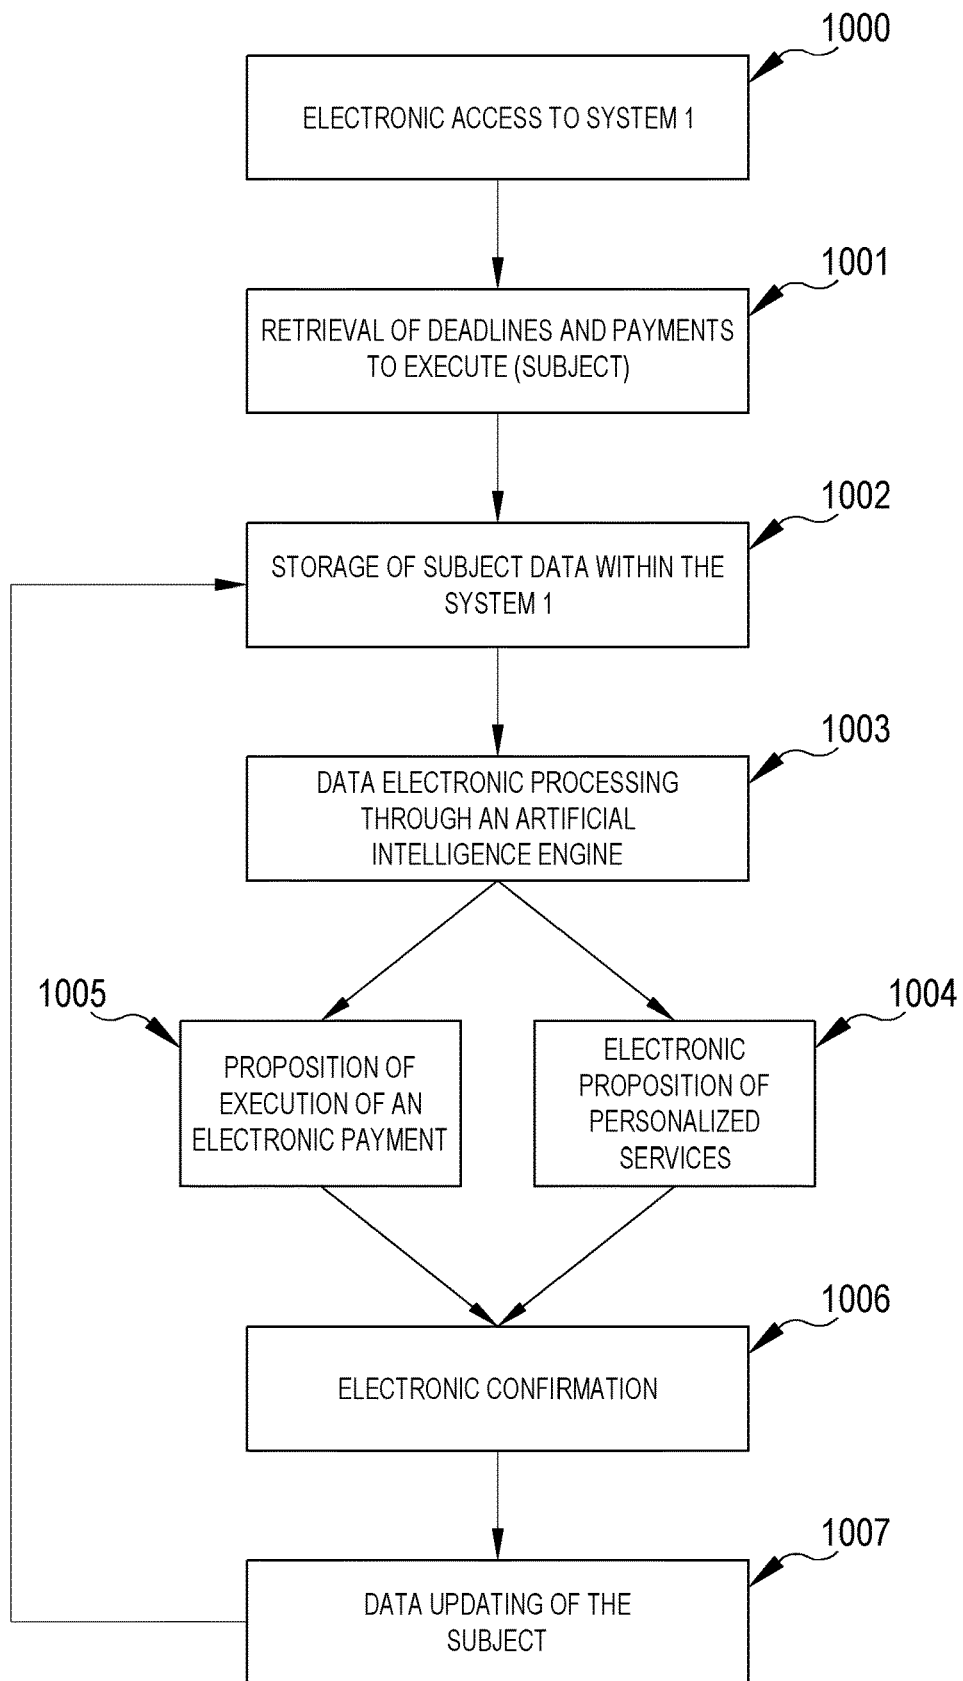 1000
ELECTRONIC ACCESS TO SYSTEM 1
1001
RETRIEVAL OF DEADLINES AND PAYMENTS
TO EXECUTE (SUBJECT)
1002
STORAGE OF SUBJECT DATA WITHIN THE
SYSTEM 1
1003
DATA ELECTRONIC PROCESSING
THROUGH AN ARTIFICIAL
INTELLIGENCE ENGINE
1005
PROPOSITION OF
EXECUTION OF AN
ELECTRONIC PAYMENT
1004
ELECTRONIC
PROPOSITION OF
PERSONALIZED
SERVICES
1006
ELECTRONIC CONFIRMATION
1007
DATA UPDATING OF THE
SUBJECT